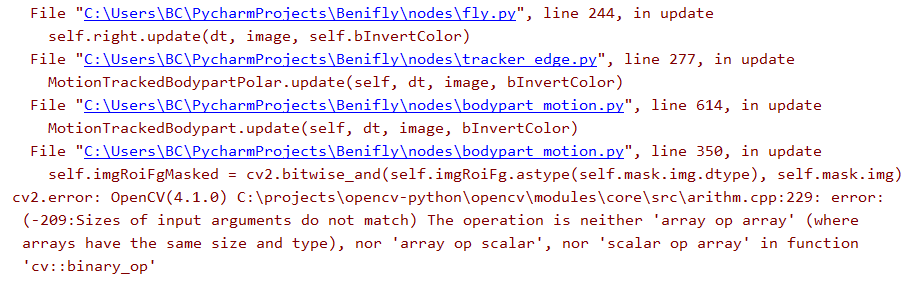 File "C:\Users\BC\PycharmProjects\Benifly\nodes\fly.py", line 244, in update
self.right.update(dt, image, self.bInvertColor)
File "C:\Users\BC\PycharmProjects\Benifly\nodes\tracker_edge.py", line 277, in update
MotionTrackedBodypartPolar.update(self, dt, image, bInvertColor)
File "C:\Users\BC\PycharmProjects\Benifly\nodes\bodypart_motion.py", line 614, in update
MotionTrackedBodypart.update(self, dt, image, bInvertColor)
File "C:\Users\BC\PycharmProjects\Benifly\nodes\bodypart_motion.py", line 350, in update
self.imgRoiFgMasked = cv2.bitwise_and(self.imgRoiFg.astype(self.mask.img.dtype), self.mask.img)
cv2.error: OpenCV(4.1.0) C:\projects\opencv-python\opencv\modules\core\src\arithm.cpp:229: error:
(-209:Sizes of input arguments do not match) The operation is neither 'array op array' (where
arrays have the same size and type), nor 'array op scalar', nor 'scalar op array' in function
'cv::binary_op'